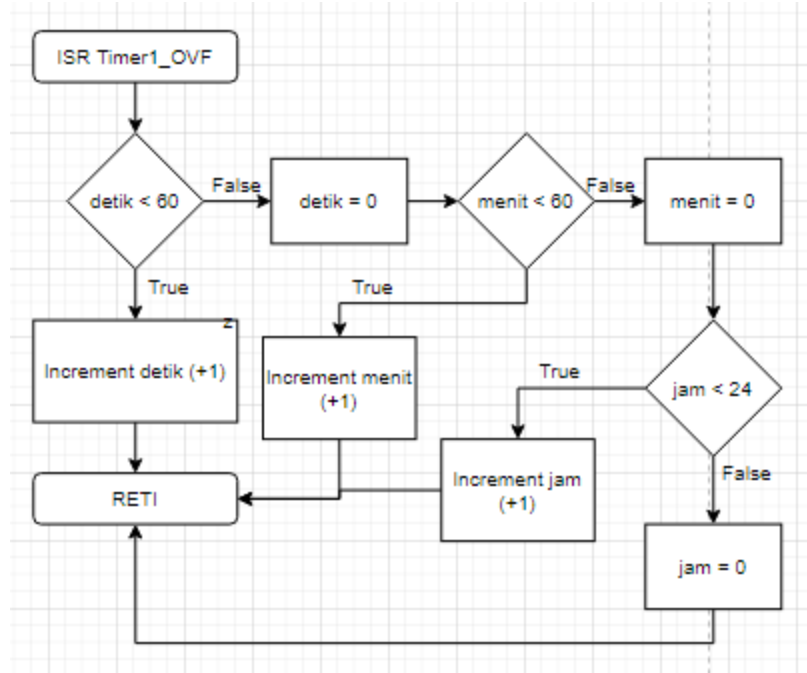 ISR Timer1_OVF
detik < 60
False
detik = 0
menit < 60
False
menit = 0
True
True
z
Increment detik (+1)
Increment menit
(+1)
True
jam < 24
Increment jam
(+1)
False
RETI
jam = 0